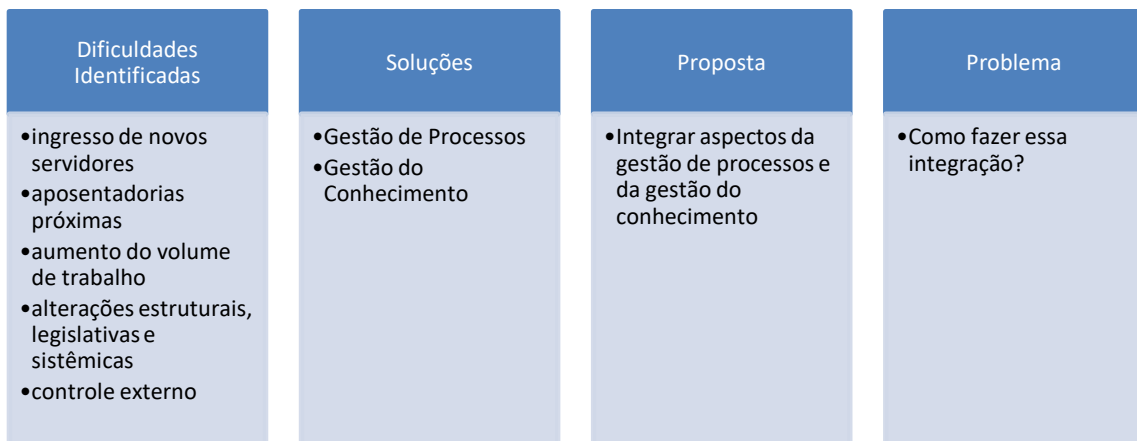 Dificuldades
Identificadas
•ingresso de novos
servidores
•aposentadorias
próximas
•aumento do volume
de trabalho
•alterações estruturais,
legislativas e
sistêmicas
•controle externo
Soluções
•Gestão de Processos
•Gestão do
Conhecimento
Proposta
•Integrar aspectos da
gestão de processos e
da gestão do
conhecimento
Problema
•Como fazer essa
integração?